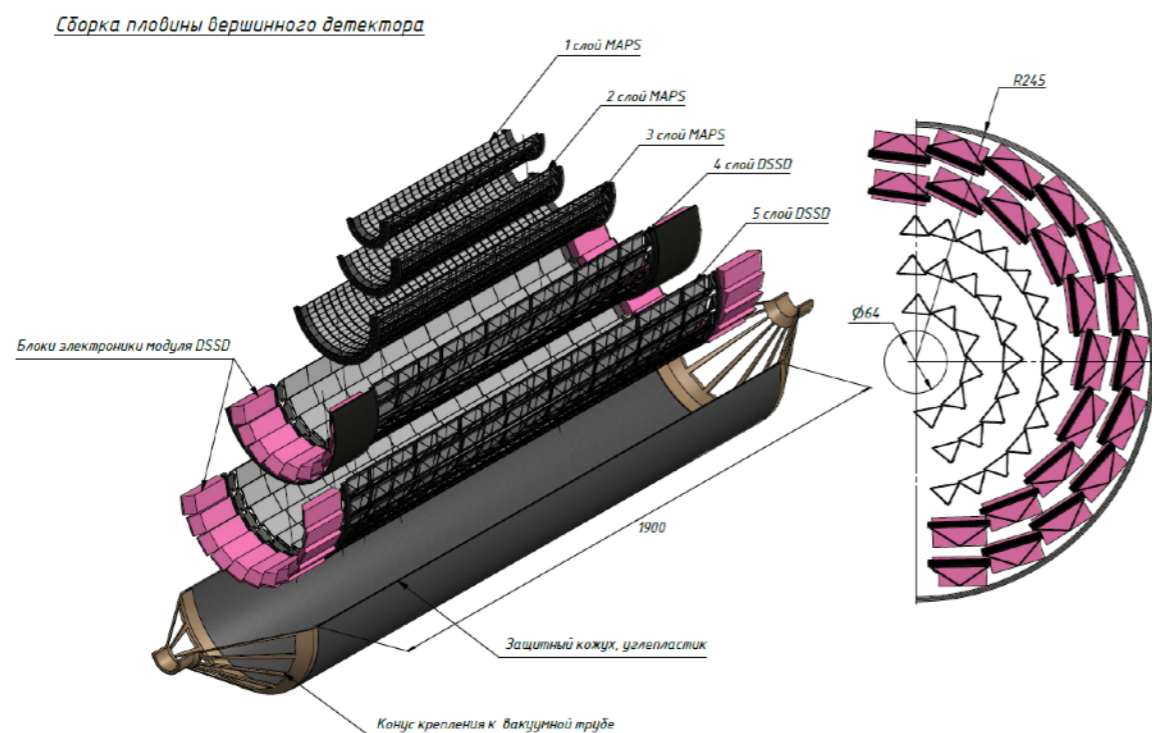 Сборка пловины вершинного детектора
1 слой MAPS
2 слой MAPS
3 слой MAPS
4 слой DSSD
5 слой DSSD
R245
Ø64
Блоки электроники модуля DSSD
1900
Защитный кожух, углепластик
Конус крепления к вакуумной трубе